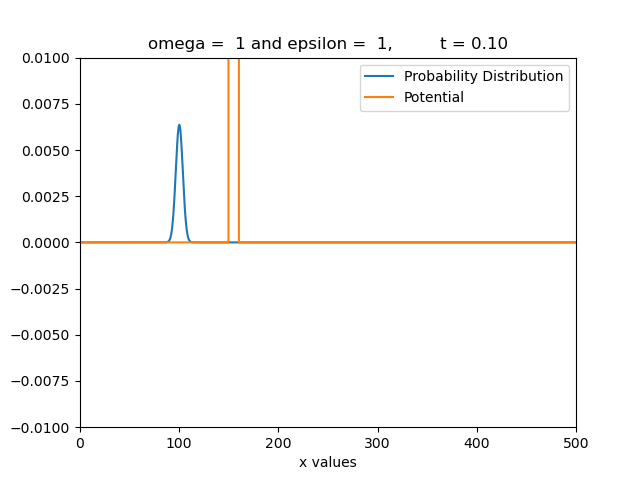 omega =  1 and epsilon =  1,          t = 0.10
0.0100
0.0075
0.0050
0.0025
0.0000
−0.0025
−0.0050
−0.0075
−0.0100
Probability Distribution
Potential
0 100 200 300 400 500
x values